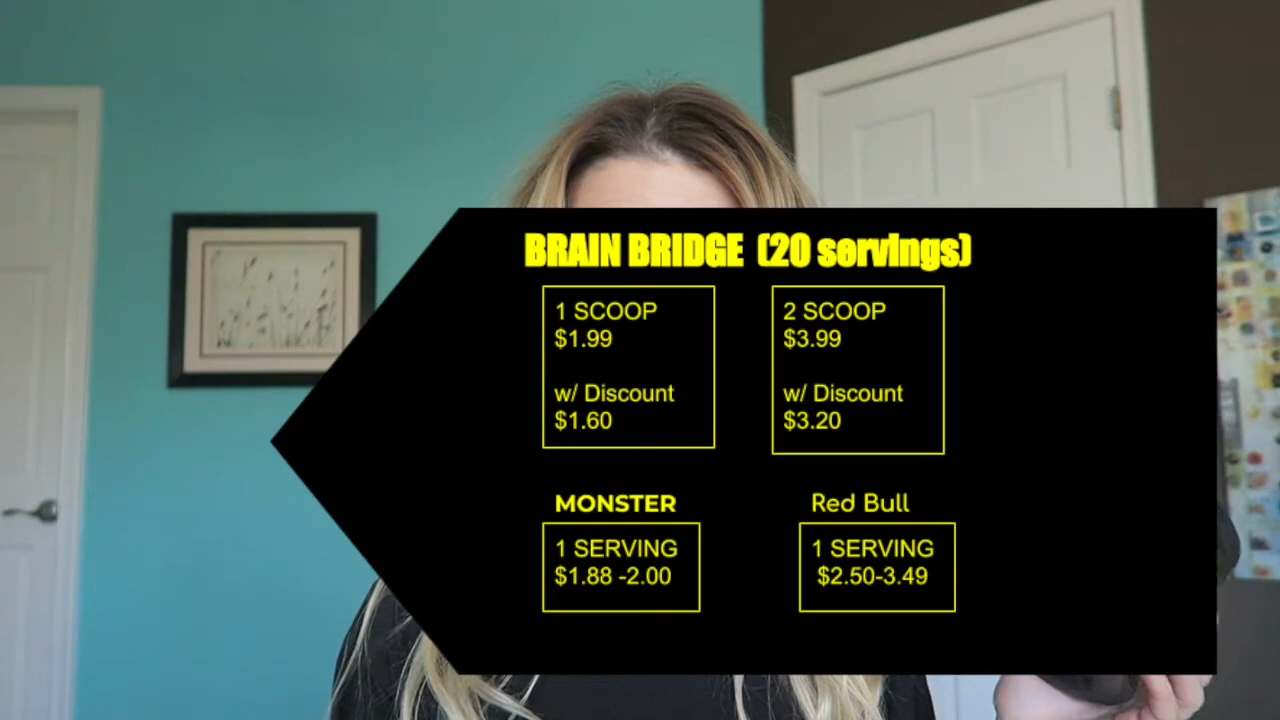 BRAIN BRIDGE (20 servings)
1 SCOOP
$1.99
w/ Discount
$1.60
2 SCOOP
$3.99
w/ Discount
$3.20
MONSTER
1 SERVING
$1.88 -2.00
Red Bull
1 SERVING
$2.50-3.49